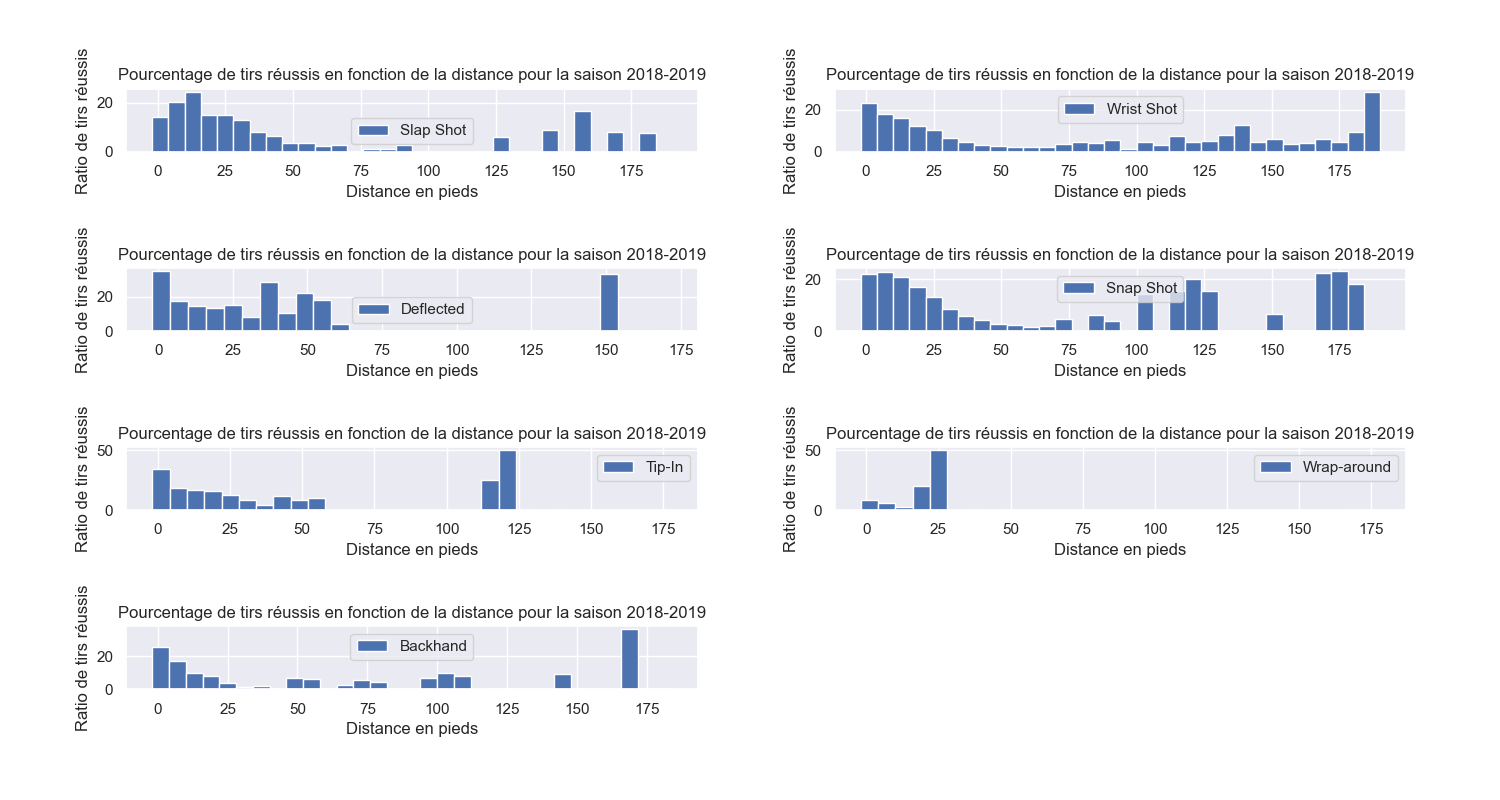 Pourcentage de tirs réussis en fonction de la distance pour la saison 2018-2019
Ratio de tirs réussis
20
0
Slap Shot
0 25 50 75 100 125 150 175
Distance en pieds
Pourcentage de tirs réussis en fonction de la distance pour la saison 2018-2019
Ratio de tirs réussis
20
0
Wrist Shot
0 25 50 75 100 125 150 175
Distance en pieds
Pourcentage de tirs réussis en fonction de la distance pour la saison 2018-2019
Ratio de tirs réussis
20
0
Deflected
0 25 50 75 100 125 150 175
Distance en pieds
Pourcentage de tirs réussis en fonction de la distance pour la saison 2018-2019
Ratio de tirs réussis
20
0
Snap Shot
0 25 50 75 100 125 150 175
Distance en pieds
Pourcentage de tirs réussis en fonction de la distance pour la saison 2018-2019
Ratio de tirs réussis
50
0
Tip-In
0 25 50 75 100 125 150 175
Distance en pieds
Pourcentage de tirs réussis en fonction de la distance pour la saison 2018-2019
Ratio de tirs réussis
50
0
Wrap-around
0 25 50 75 100 125 150 175
Distance en pieds
Pourcentage de tirs réussis en fonction de la distance pour la saison 2018-2019
Ratio de tirs réussis
20
0
Backhand
0 25 50 75 100 125 150 175
Distance en pieds